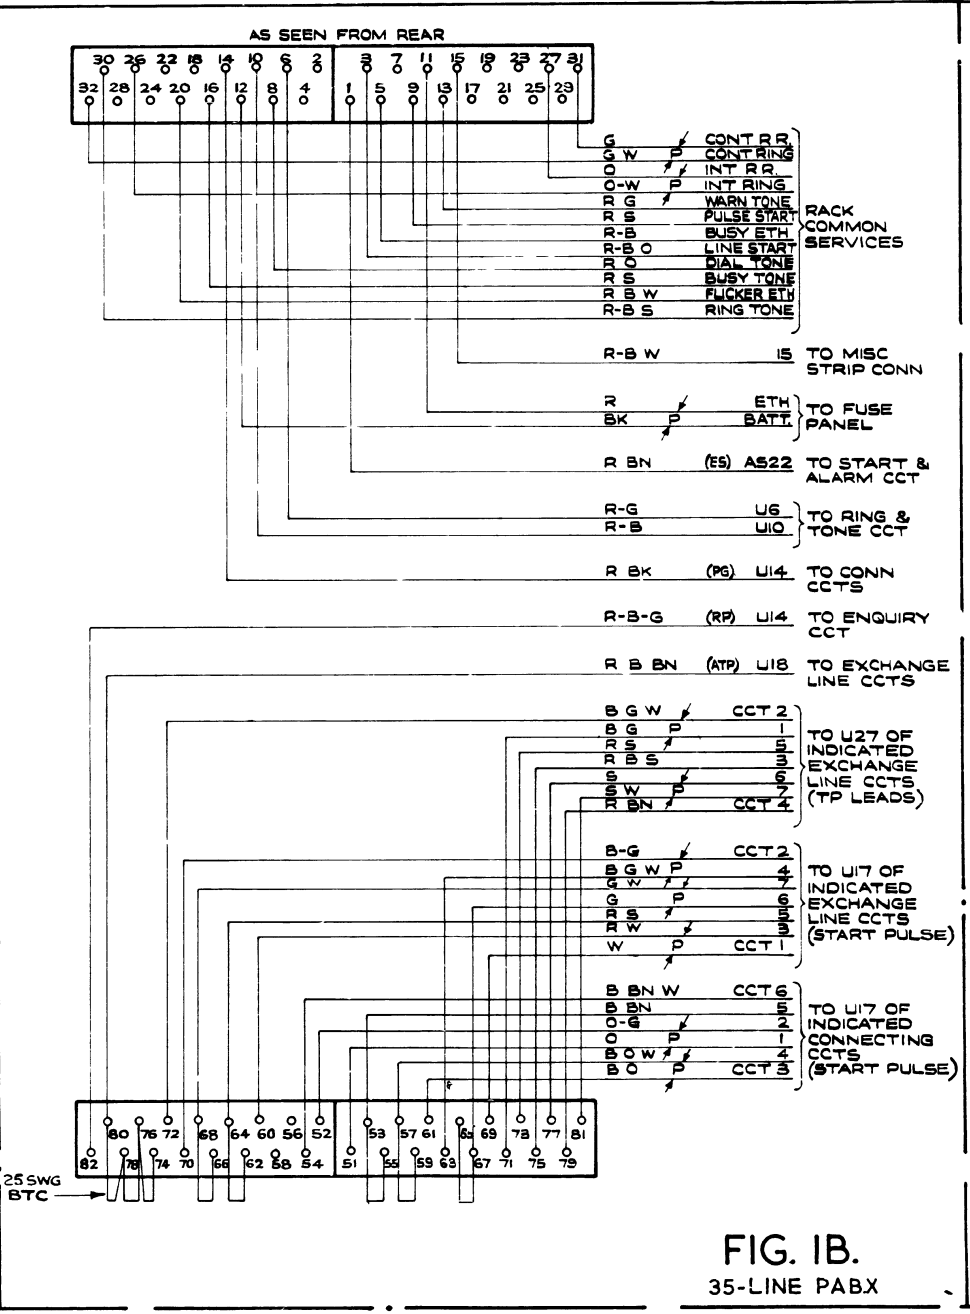 AS SEEN FROM REAR
30 26 22 18 14 10 6 2 3 7 11 15 19 23 27 31
32 28 24 20 16 12 8 4 1 5 9 13 17 21 25 29
G CONT R R.
G W P CONT RING
O INT R R.
O-W P INT RING
R G WARN TONE
R S PULSE START
R-B BUSY ETH
R-B O LINE START
R O DIAL TONE
R S BUSY TONE
R B W FLICKER ETH
R-B S RING TONE
RACK
COMMON
SERVICES
R-B W 15 TO MISC
STRIP CONN
R ETH
BK P BATT.
TO FUSE
PANEL
R BN (ES) AS22 TO START &
ALARM CCT
R-G U6
R-B U10
TO RING &
TONE CCT
R BK (PG) U14 TO CONN
CCTS
R-B-G (RP) U14 TO ENQUIRY
CCT
R B BN (ATP) U18 TO EXCHANGE
LINE CCTS
B G W CCT 2
B G P 1
R S 5
R B S 3
S 6
S W P 7
R BN CCT 4
TO U27 OF
INDICATED
EXCHANGE
LINE CCTS
(TP LEADS)
B-G CCT 2
B G W P 4
G W 7
G P 6
R S 5
R W 3
W P CCT 1
TO U17 OF
INDICATED
EXCHANGE
LINE CCTS
(START PULSE)
B BN W CCT 6
B BN 5
O-G 2
O P 1
B O W 4
B O P CCT 3
TO U17 OF
INDICATED
CONNECTING
CCTS
(START PULSE)
80 76 72 68 64 60 56 52 53 57 61 65 69 73 77 81
82 78 74 70 66 62 58 54 51 55 59 63 67 71 75 79
25 SWG
BTC
FIG. 1B.
35-LINE PABX